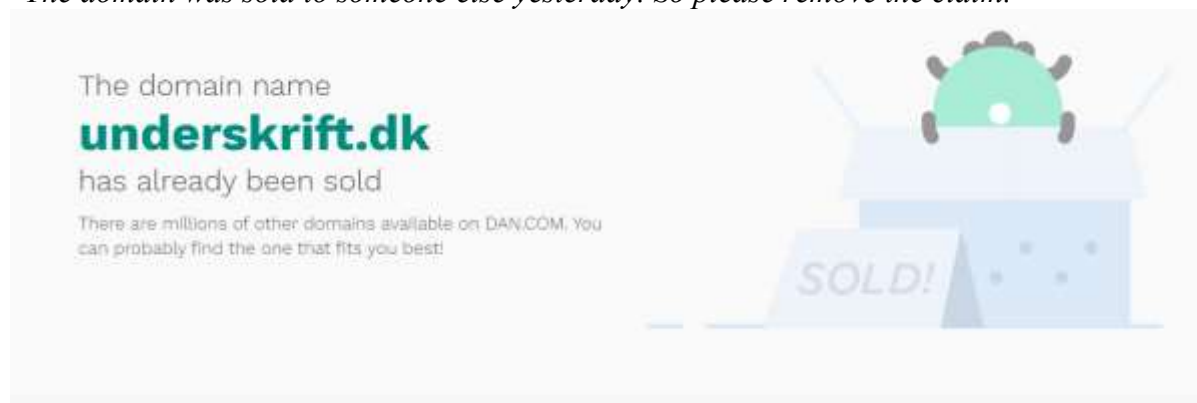 The domain was sold to someone else yesterday. So please remove the claim.
The domain name
underskrift.dk
has already been sold
There are millions of other domains available on DAN.COM. You
can probably find the one that fits you best!
SOLD!